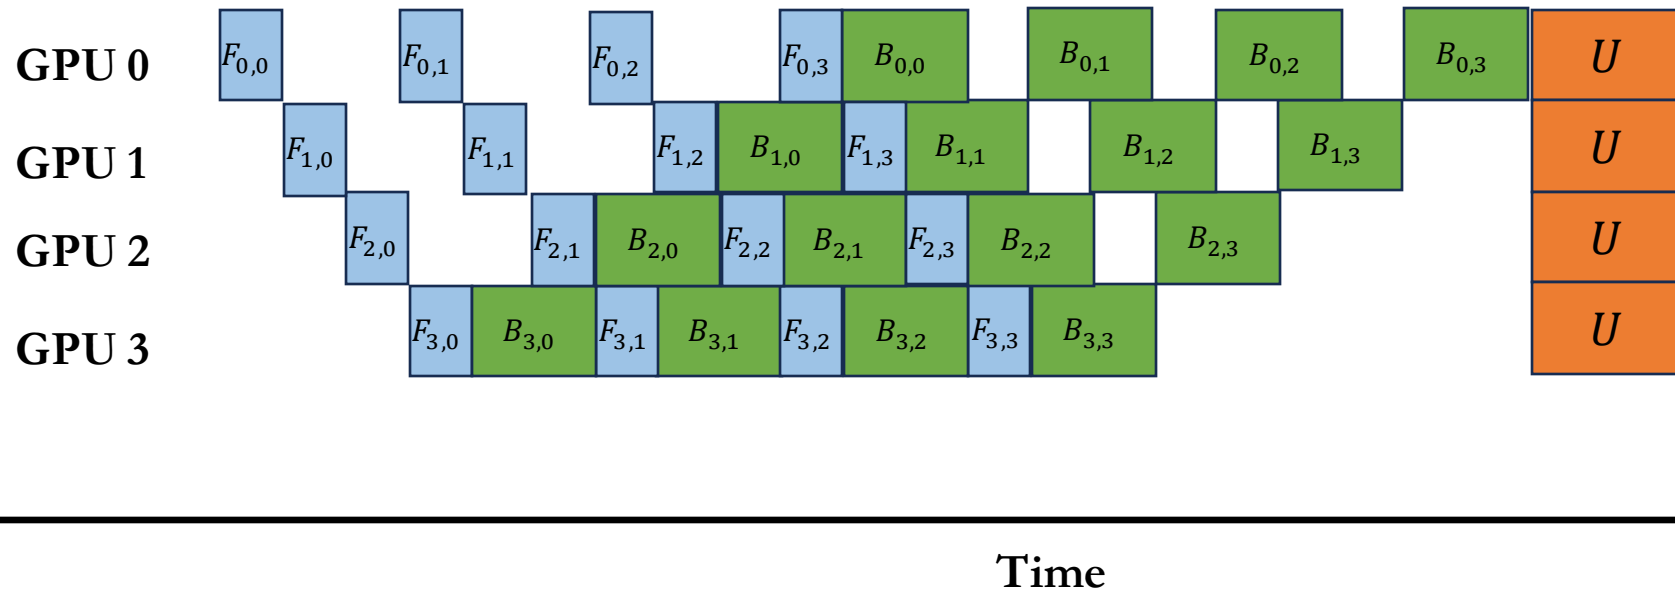 GPU 0 F0,0 F0,1 F0,2 F0,3 B0,0 B0,1 B0,2 B0,3 U
GPU 1 F1,0 F1,1 F1,2 B1,0 F1,3 B1,1 B1,2 B1,3 U
GPU 2 F2,0 F2,1 B2,0 F2,2 B2,1 F2,3 B2,2 B2,3 U
GPU 3 F3,0 B3,0 F3,1 B3,1 F3,2 B3,2 F3,3 B3,3 U
Time